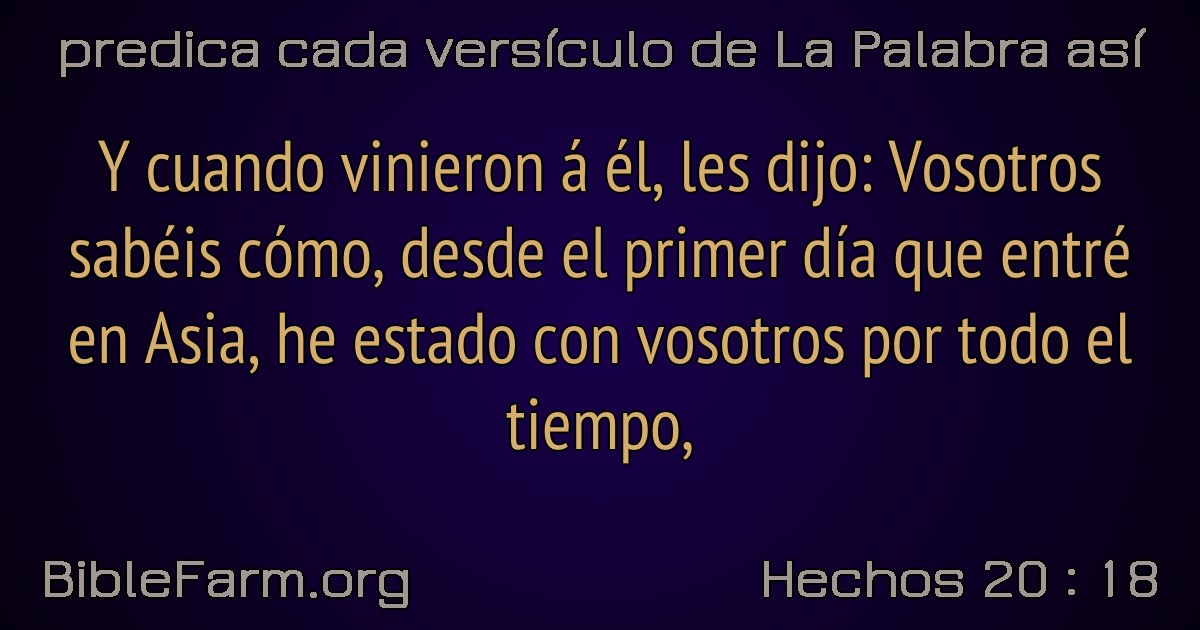 predica cada versículo de La Palabra así
Y cuando vinieron á él, les dijo: Vosotros
sabéis cómo, desde el primer día que entré
en Asia, he estado con vosotros por todo el
tiempo,
BibleFarm.org
Hechos 20 : 18